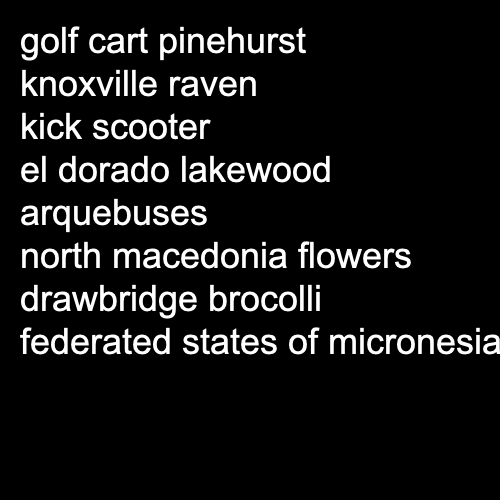 golf cart pinehurst
knoxville raven
kick scooter
el dorado lakewood
arquebuses
north macedonia flowers
drawbridge brocolli
federated states of micronesia